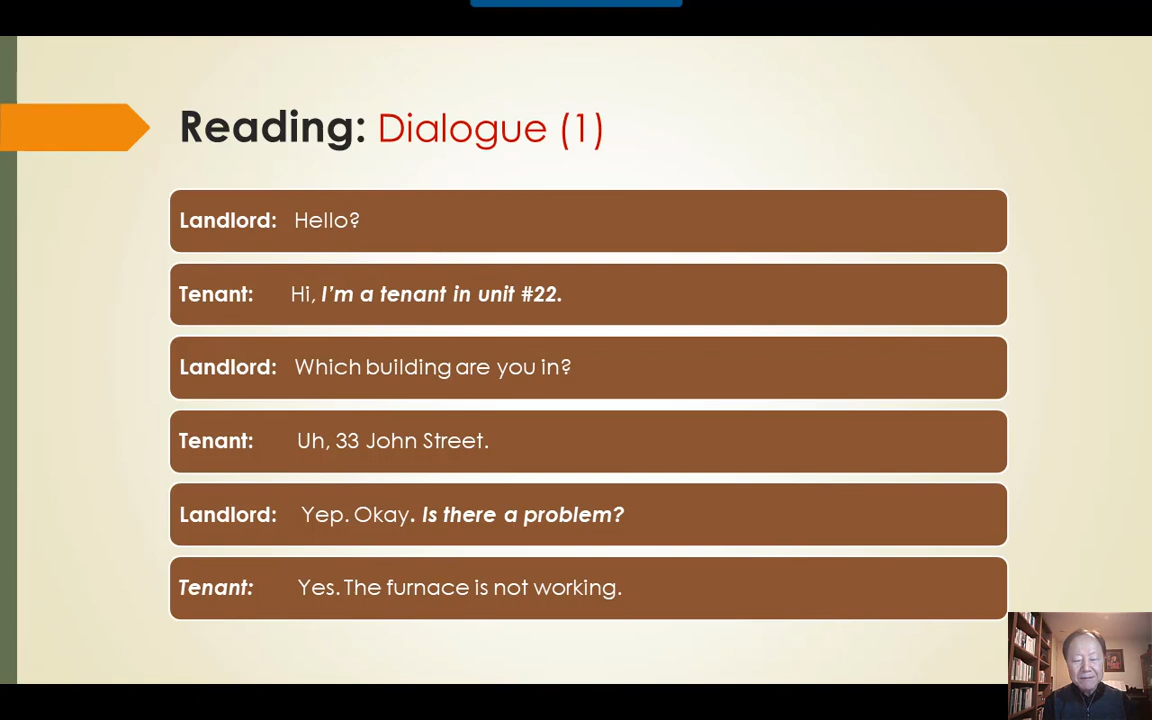 Reading: Dialogue (1)
Landlord: Hello?
Tenant: Hi, I'm a tenant in unit #22.
Landlord: Which building are you in?
Tenant: Uh, 33 John Street.
Landlord: Yep. Okay. Is there a problem?
Tenant: Yes. The furnace is not working.